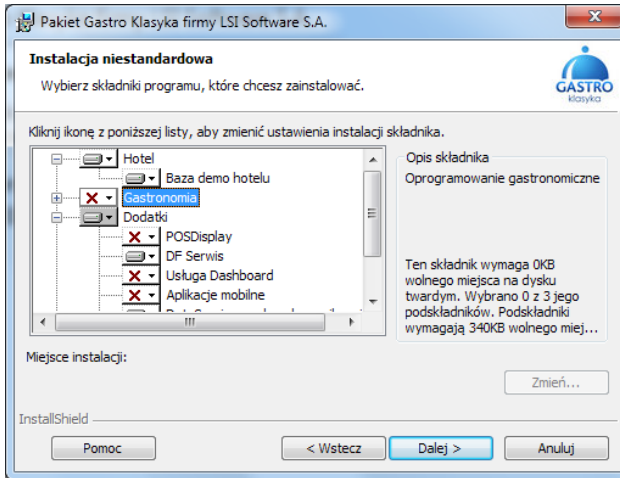 Pakiet Gastro Klasyka firmy LSI Software S.A.
Instalacja niestandardowa
Wybierz składniki programu, które chcesz zainstalować.
GASTRO
klasyka
Kliknij ikonę z poniższej listy, aby zmienić ustawienia instalacji składnika.
Hotel
Baza demo hotelu
Gastronomia
Dodatki
POSDisplay
DF Serwis
Usługa Dashboard
Aplikacje mobilne
Opis składnika
Oprogramowanie gastronomiczne
Ten składnik wymaga 0KB
wolnego miejsca na dysku
twardym. Wybrano 0 z 3 jego
podskładników. Podskładniki
wymagają 340KB wolnego miej...
Miejsce instalacji:
Zmień...
InstallShield
Pomoc
< Wstecz
Dalej >
Anuluj